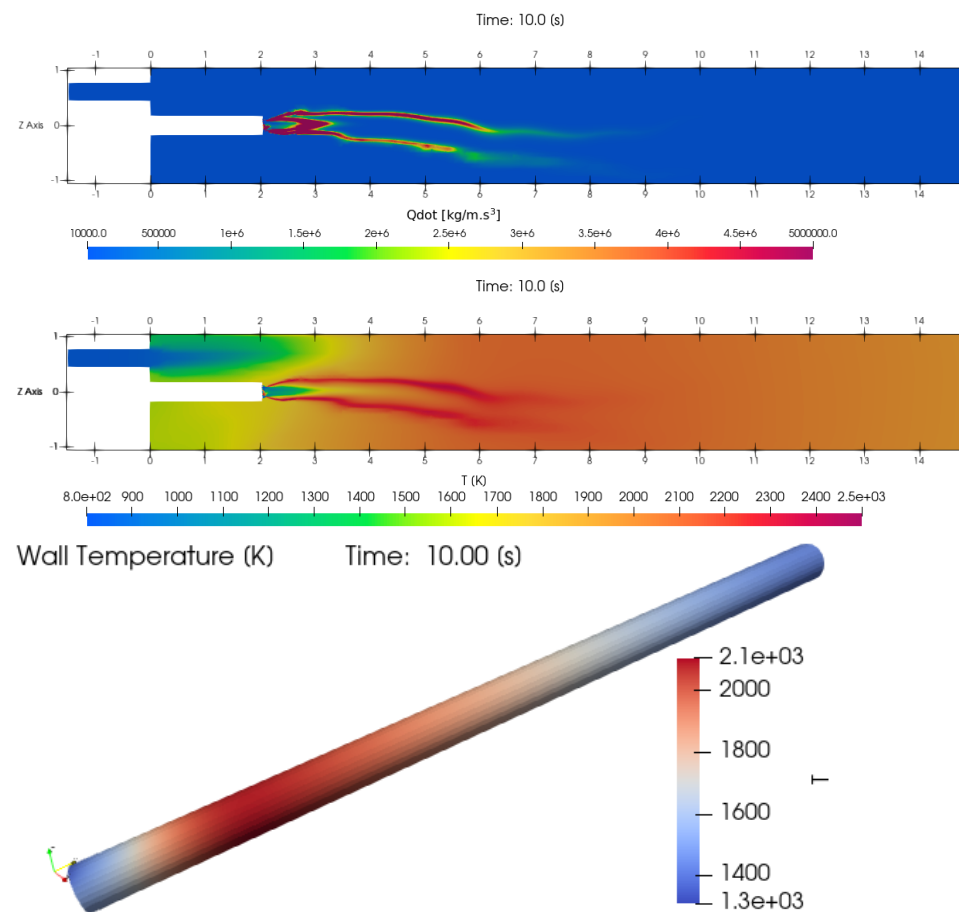 Time: 10.0 (s)
-1 0 1 2 3 4 5 6 7 8 9 10 11 12 13 14
1
Z Axis 0
-1
-1 0 1 2 3 4 5 6 7 8 9 10 11 12 13 14
Qdot [kg/m.s³]
10000.0 500000 1e+6 1.5e+6 2e+6 2.5e+6 3e+6 3.5e+6 4e+6 4.5e+6 5000000.0
Time: 10.0 (s)
-1 0 1 2 3 4 5 6 7 8 9 10 11 12 13 14
1
Z Axis 0
-1
-1 0 1 2 3 4 5 6 7 8 9 10 11 12 13 14
T (K)
8.0e+02 900 1000 1100 1200 1300 1400 1500 1600 1700 1800 1900 2000 2100 2200 2300 2400 2.5e+03
Wall Temperature (K) Time: 10.00 (s)
2.1e+03
2000
1800
T
1600
1400
1.3e+03